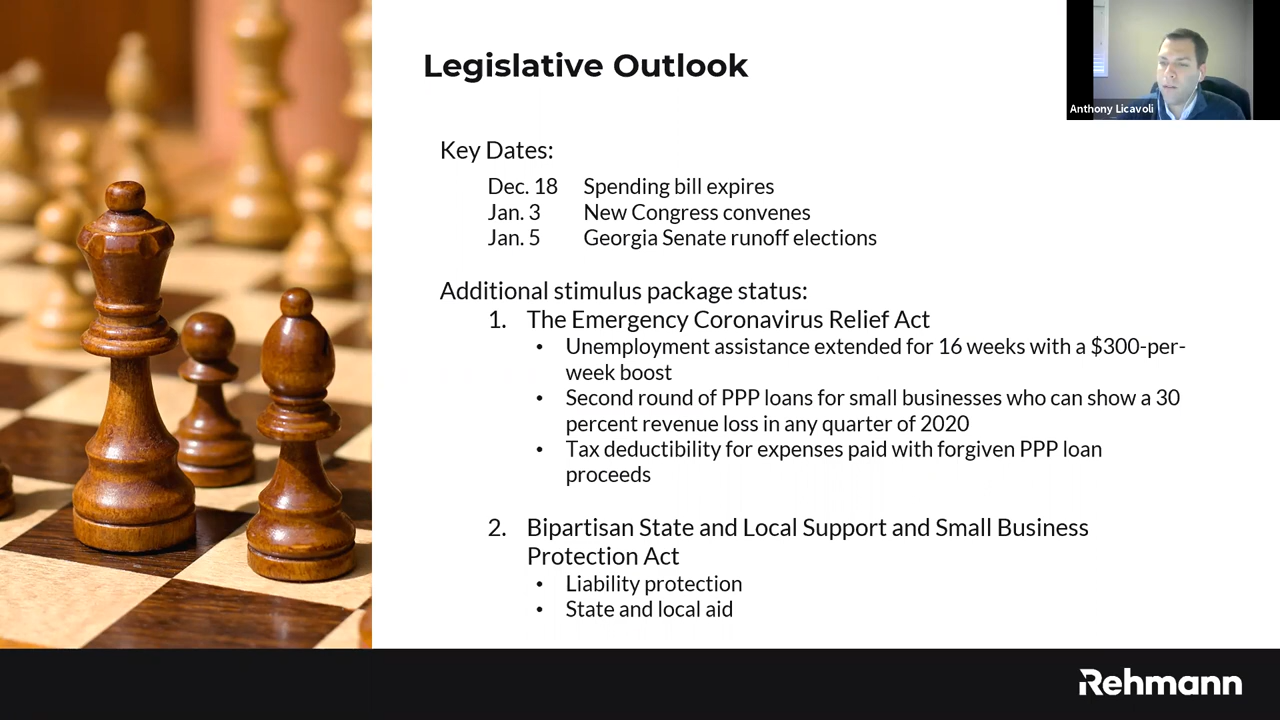 Legislative Outlook
Anthony Licavoli
Key Dates:
Dec. 18 Spending bill expires
Jan. 3 New Congress convenes
Jan. 5 Georgia Senate runoff elections
Additional stimulus package status:
1. The Emergency Coronavirus Relief Act
• Unemployment assistance extended for 16 weeks with a $300-per-
week boost
• Second round of PPP loans for small businesses who can show a 30
percent revenue loss in any quarter of 2020
• Tax deductibility for expenses paid with forgiven PPP loan
proceeds
2. Bipartisan State and Local Support and Small Business
Protection Act
• Liability protection
• State and local aid
Rehmann